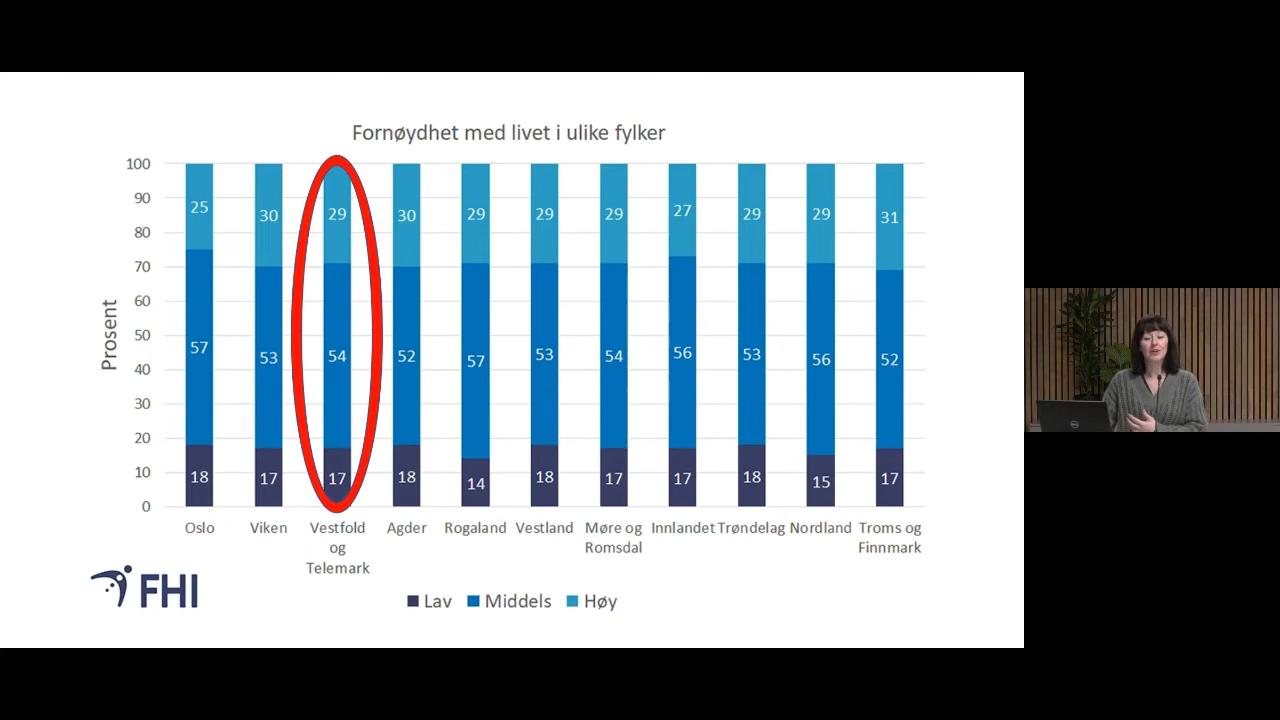 Fornøydhet med livet i ulike fylker
Prosent
100
90
80
70
60
50
40
30
20
10
0
25 30 29 30 29 29 29 27 29 29 31
57 53 54 52 57 53 54 56 53 56 52
18 17 17 18 14 18 17 17 18 15 17
Oslo Viken Vestfold og Telemark Agder Rogaland Vestland Møre og Romsdal Innlandet Trøndelag Nordland Troms og Finnmark
Lav Middels Høy
FHI